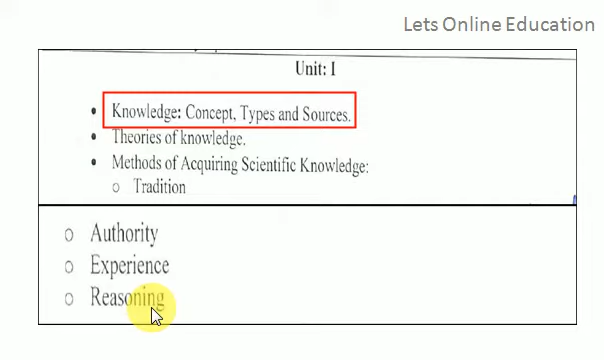 Lets Online Education
Unit: I
• Knowledge: Concept, Types and Sources.
• Theories of knowledge.
• Methods of Acquiring Scientific Knowledge:
o Tradition
o Authority
o Experience
o Reasoning